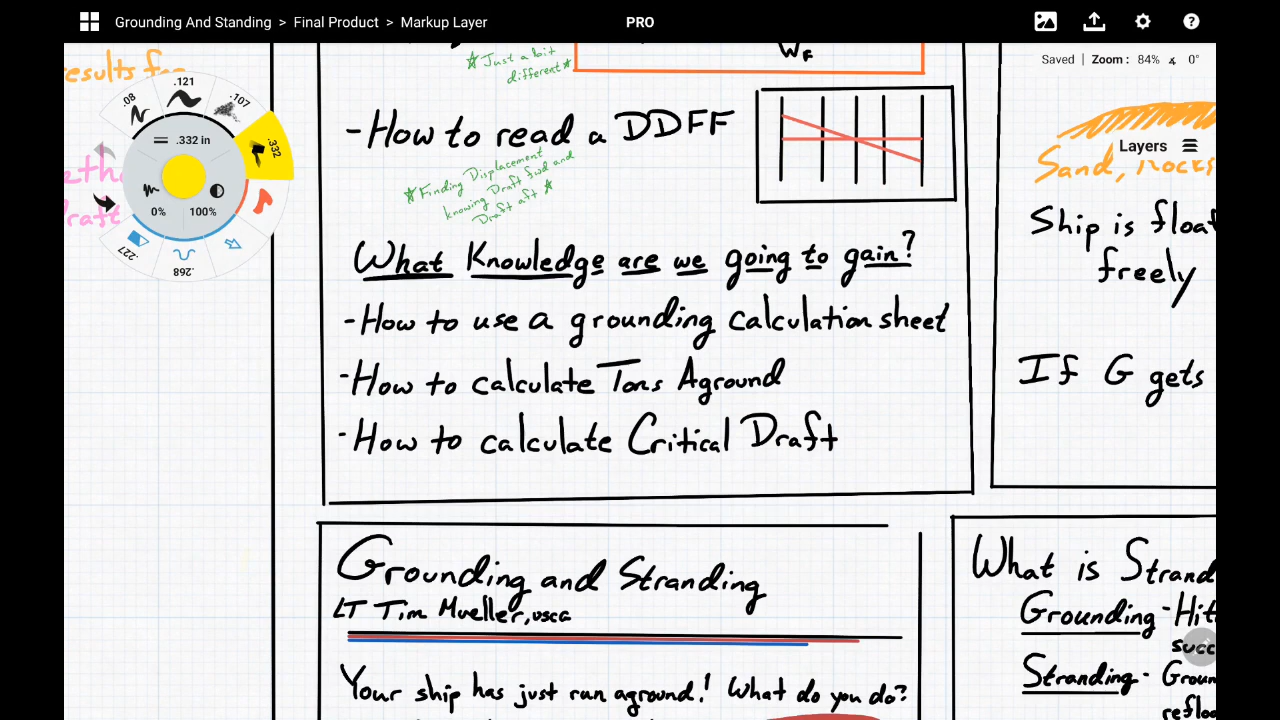 Grounding And Standing > Final Product > Markup Layer
PRO
Saved | Zoom : 84% 0°
Layers
.08
.121
.107
.332
.332 in
0% 100%
.227
.268
esults for
etho
Draft
*Just a bit
different*
WF
- How to read a DDFF
*Finding Displacement
knowing Draft fwd and
Draft aft *
What Knowledge are we going to gain?
- How to use a grounding calculation sheet
- How to calculate Tons Aground
- How to calculate Critical Draft
Sand, Rocks
Ship is float
freely
If G gets
Grounding and Stranding
LT Tim Mueller, USCG
Your ship has just run aground! What do you do?
What is Strand
Grounding - Hit
succ
Stranding - Groun
reflo